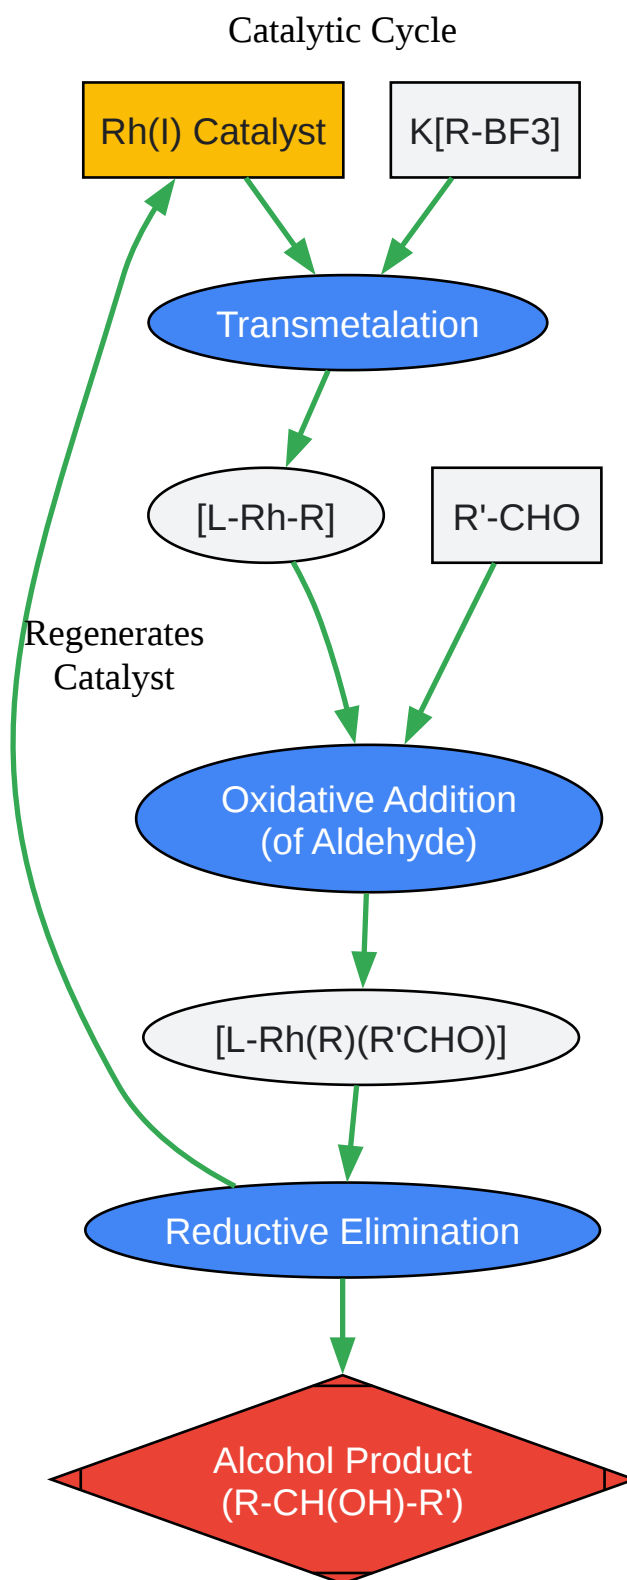 Catalytic Cycle
Rh(I) Catalyst
K[R-BF3]
Transmetalation
[L-Rh-R]
R'-CHO
Regenerates
Catalyst
Oxidative Addition
(of Aldehyde)
[L-Rh(R)(R'CHO)]
Reductive Elimination
Alcohol Product
(R-CH(OH)-R')